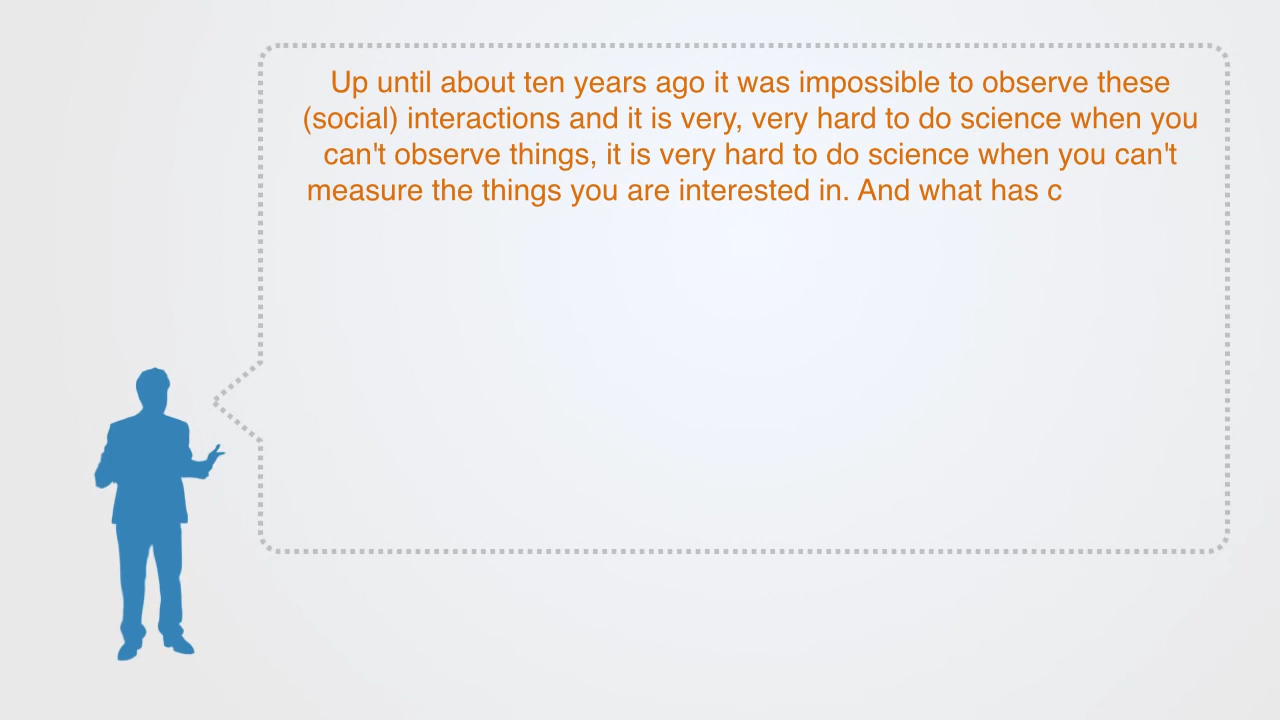 Up until about ten years ago it was impossible to observe these
(social) interactions and it is very, very hard to do science when you
can't observe things, it is very hard to do science when you can't
measure the things you are interested in. And what has c